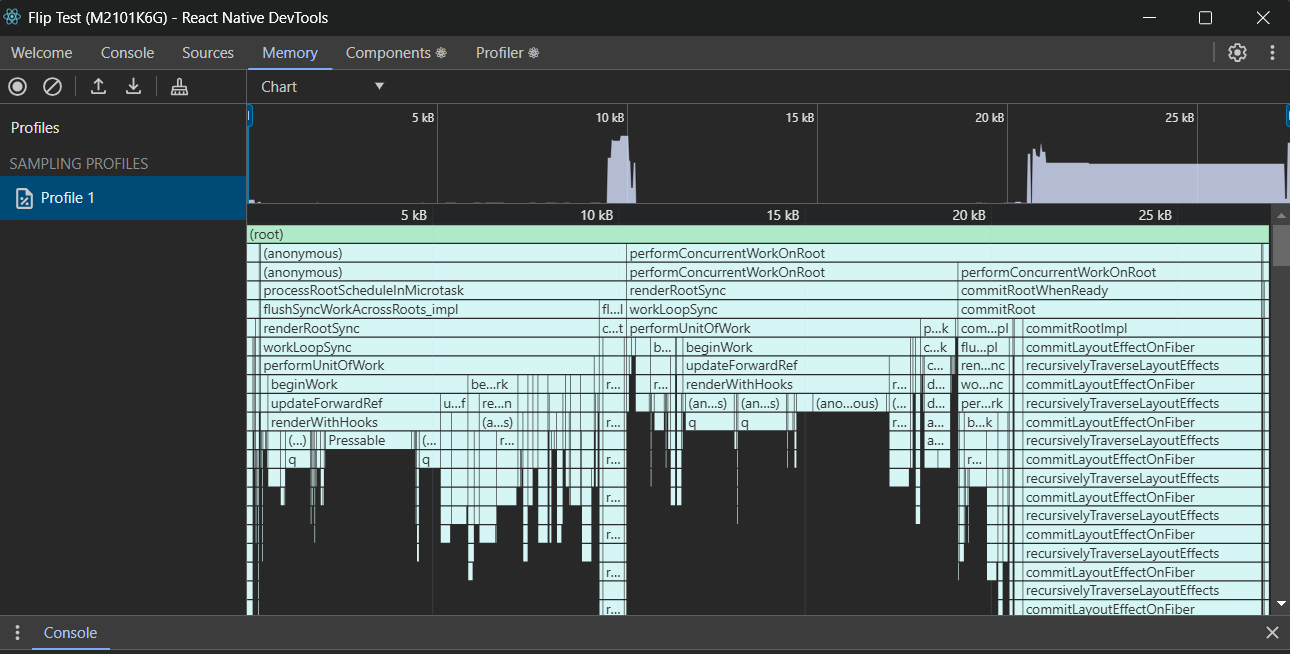 Flip Test (M2101K6G) - React Native DevTools
Welcome Console Sources Memory Components Profiler
Chart
Profiles
SAMPLING PROFILES
Profile 1
5 kB 10 kB 15 kB 20 kB 25 kB
5 kB 10 kB 15 kB 20 kB 25 kB
(root)
(anonymous) performConcurrentWorkOnRoot
(anonymous) performConcurrentWorkOnRoot performConcurrentWorkOnRoot
processRootScheduleInMicrotask renderRootSync commitRootWhenReady
flushSyncWorkAcrossRoots_impl fl...l workLoopSync commitRoot
renderRootSync c...t performUnitOfWork p...k com...pl commitRootImpl
workLoopSync b... beginWork c...k flu...pl commitLayoutEffectOnFiber
performUnitOfWork updateForwardRef c... ren...nc recursivelyTraverseLayoutEffects
beginWork be...rk r... r... renderWithHooks r... d... wo...nc commitLayoutEffectOnFiber
updateForwardRef u...f re...n (an...s) (an...s) (ano...ous) (... d... per...rk recursivelyTraverseLayoutEffects
renderWithHooks (a...s) r... q q r... a... b...k commitLayoutEffectOnFiber
(...) Pressable (... r... a... recursivelyTraverseLayoutEffects
q q r... r... commitLayoutEffectOnFiber
recursivelyTraverseLayoutEffects
r... commitLayoutEffectOnFiber
recursivelyTraverseLayoutEffects
r... commitLayoutEffectOnFiber
recursivelyTraverseLayoutEffects
r... commitLayoutEffectOnFiber
recursivelyTraverseLayoutEffects
r... commitLayoutEffectOnFiber
Console